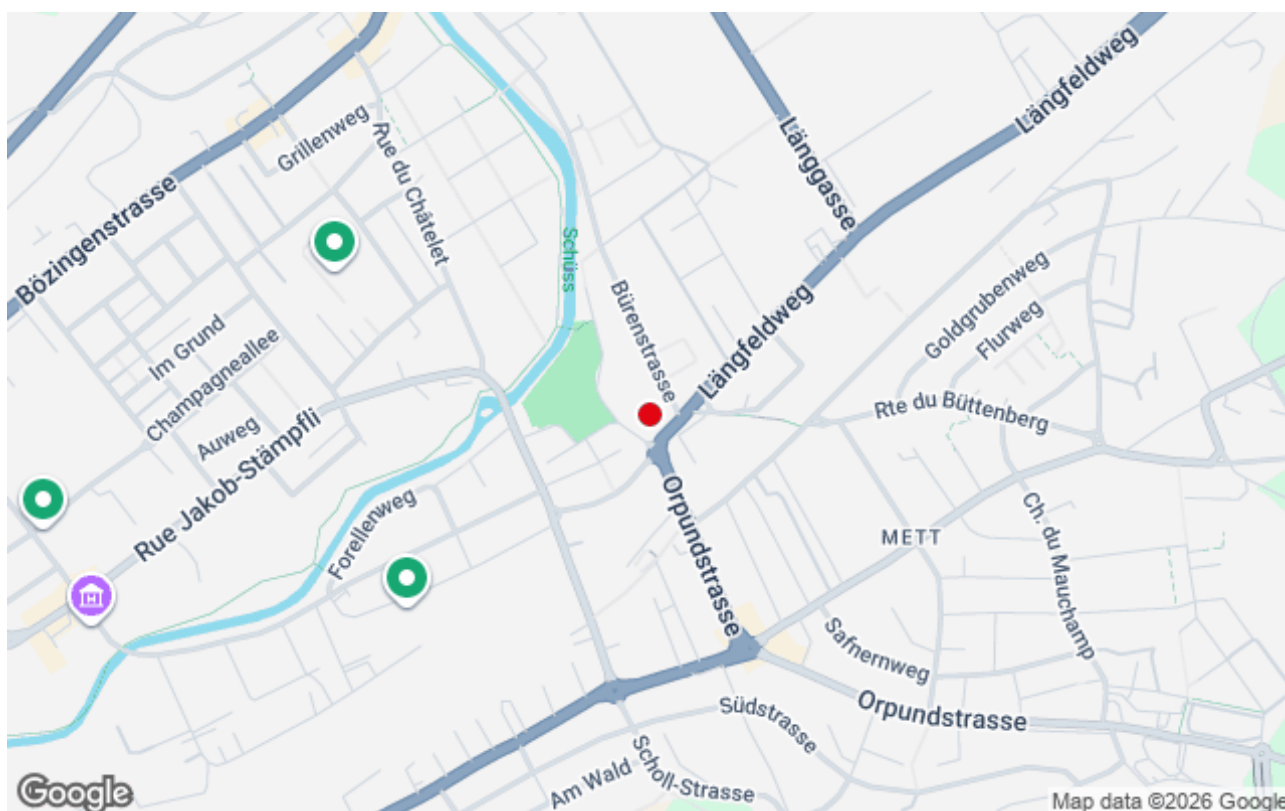 Längfeldweg
Grillenweg
Rue du Châtelet
Länggasse
Bözingenstrasse
Schüss
Bürenstrasse
Goldgrubenweg
Flurweg
Im Grund
Längfeldweg
Champagneallee
Rte du Büttenberg
Auweg
Rue Jakob-Stämpfli
Orpundstrasse
Forellenweg
METT
Ch. du Mauchamp
Safnernweg
Südstrasse
Orpundstrasse
Am Wald
Scholl-Strasse
Google
Map data ©2026 Google